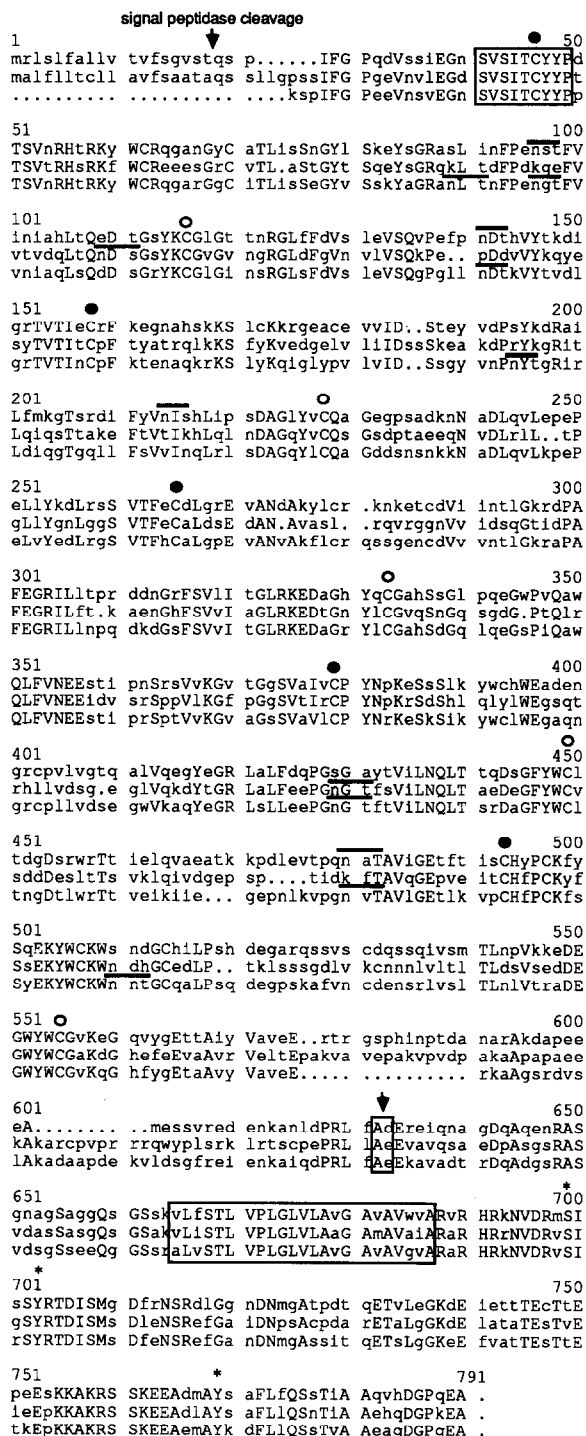 signal peptidase cleavage
1 50
mrlslfallv tvfsgvstqs p.....IFG PqdVssiEGn SVSITCYYPd
malflltcll avfsaataqs sllgpssIFG PgeVnvlEGd SVSITCYYPt
.......... .......... ...kspIFG PeeVnsvEGN SVSITCYYPp
51 100
TSVnRHtRKy WCRqganGyC aTLissNGYl SkeYsGRasL inFPenstFV
TSVtRHsRKf WCReeesGrC vTL.aStGYt SqeYsGRqkL tdFPdkqeFV
TSVnRHtRKy WCRqgarGgC iTLisSeGYv SsKYaGRanL tnFPengtFV
101 150
iniahLtQeD tGsYKCGlGt tnRGLfFDvS leVSQvPefp nDthVYtkdi
vtvdqLtQnD sGsYKCGvGv ngRGLdFgVn vlVSQkPe.. pDdvVYkqye
vniaqLsQdD SGrYKCGlGi nsRGLsFdVs leVSQgPgll nDtkVYtvdl
151 200
grTVTIeCrF kegnahskKS lcKkrgeace vvID..Stey vdPsYkdRai
syTVTItCpF tyatrqlkKS fyKvedgelv liIDssSkea kdPrYkgRIt
grTVTInCpF ktenaqkrKS lyKqiglypv lvID..Ssgy vnPnYtgRir
201 250
LfmkgTsrdi FYVnIshLip sDAGlYvCQa GegpsadknN aDLqvLepeP
LqiqsTtake FtVtIkhLql nDAGqYvCQs GsdptaeeqN vDLrlL..tP
LdiqgTgqll FsVvInqLrl sDAGqYlCQa GddsnsnkkN aDLqvLkpeP
251 300
eLlYkdLrsS VTFeCdLgrE vANdAkylcr .knketcdVi intlGkrdPA
gLlYgnLggS VTFeCaLdsE dAN.Avasl. .rqvrggnVv idsqGtidPA
eLvYedLrgS VTFhCaLgpE vANvAkflcr qssgencdVv vntlGkraPA
301 350
FEGRILltpr ddnGrFSVlI tGLRKEDaGh YqCGahSsGl pqeGwPvQaw
FEGRILft.k aenGhFSVvI aGLRKEDtGn YlCGvqSnGq sgdG.PtQlr
FEGRILlnpq dkdGsFSVvI tGLRKEDaGr YlCGahSdGq lqeGsPiQaw
351 400
QLFVNEEsti pnSrsVvKGv tGgSVaIvCP YNpKeSsSlk ywchWEaden
QLFVNEEidv srSppVlKGf pGgSVtIrCP YNpKrSdShl qlylWEgsqt
QLFVNEEsti prSptVvKGv aGsSVaVlCP YNrKeSkSik ywclWEgaqn
401 450
grcpvlvgtq alVqegYeGR LaLFdqPGsG aytVilNQLT tqDsGFYWCl
rhllvdsg.e glVqkdYtGR LaLFeePGnG tfsVilNQLT aeDeGFYWCv
grcpllvdse gwVkaqYeGR LsLleePGnG tftVilNQLT srDaGFYWCl
451 500
tdgDsrwrTt ielqvaeatk kpdlevtpqn aTAVIGEtft isCHyPCKfy
sddDeslTTs vklqivdgep sp....tidk fTAVqGEpve itCHfPCKyf
tngDtlwrTt veikiie... gepnlkvpgn vTAVlGEtlk vpCHfPCKfs
501 550
SqEKYWCKWs ndGChiLPsh degarqssvs cdqssqivsm TLnpVkkeDE
SsEKYWCKWn dhGCedLP.. tklsssgdlv kcnnnlvltl TLdsVsedDE
SyEKYWCKWn ntGCqaLPsq degpskafvn cdensrlvsl TLnlVtraDE
551 600
GWYWCGvKeG qvygEttAiy VaveE..rtrg sphinptda narAkdapee
GWYWCGaKdG hefeEvaAvr VeltEpakva vepakvpvdp akaApapaee
GWYWCGvKqG hfygEtaAvy VaveE..... ......... rkaAgsrdvs
601 650
eA........ .messvred enkanldPRL fAdEreiqna gDqAqenRAS
kAkarcpvpr rrqwyplsrk lrtscpePRL lAeEvavqsa eDpAsgsRAS
lAkadaapde kvldsgfrei enkaiqdPRL fAeEkavadt rDqAdgsRAS
651 700
gnagSaggQs GSskvLfSTL VPLGLVLAvG AvAVwvARvR HRkNVDRmSI
vdasSasgQs GSakvLiSTL VPLGLVLAaG AmAVaiARaR HRrNVDRvSI
vdsgSseeQg GSsraLvSTL VPLGLVLAvG AvAVgvARaR HRkNVDRvSI
701 750
sSYRTDISMg DfrNSRdlGg nDNmgAtpdt qETvLeGKdE iettTEcTtE
gSYRTDISMs DleNSRefGa iDNpsAcpda rETaLgGKdE lataTEsTvE
rSYRTDISMs DfeNSRefGa nDNmgAssit qETsLgGKeE fvatTEsTtE
751 791
peEsKKAKRS SKEEAdmAYs aFLfQSsTiA AqvhDGPqEA .
ieEpKKAKRS SKEEAdlAYs aFLlQSnTiA AehqDGPkEA .
tkEpKKAKRS SKEEAemAYk dFLlQSsTvA AeaqDGPqEA .